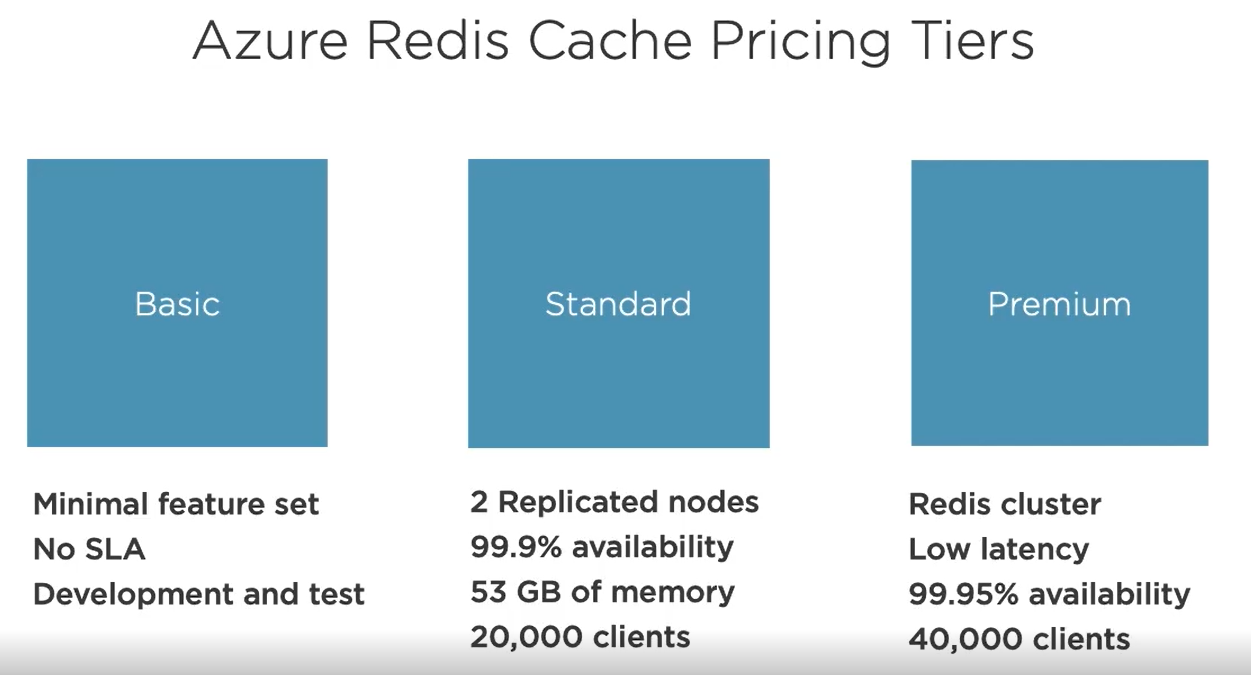 Azure Redis Cache Pricing Tiers
Basic
Standard
Premium
Minimal feature set
No SLA
Development and test
2 Replicated nodes
99.9% availability
53 GB of memory
20,000 clients
Redis cluster
Low latency
99.95% availability
40,000 clients